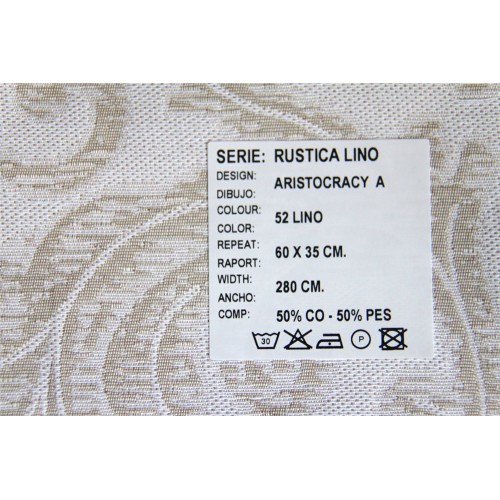 SERIE: RUSTICA LINO
DESIGN:
DIBUJO: ARISTOCRACY A
COLOUR:
COLOR: 52 LINO
REPEAT:
RAPORT: 60 X 35 CM.
WIDTH:
ANCHO: 280 CM.
COMP: 50% CO - 50% PES
30 P